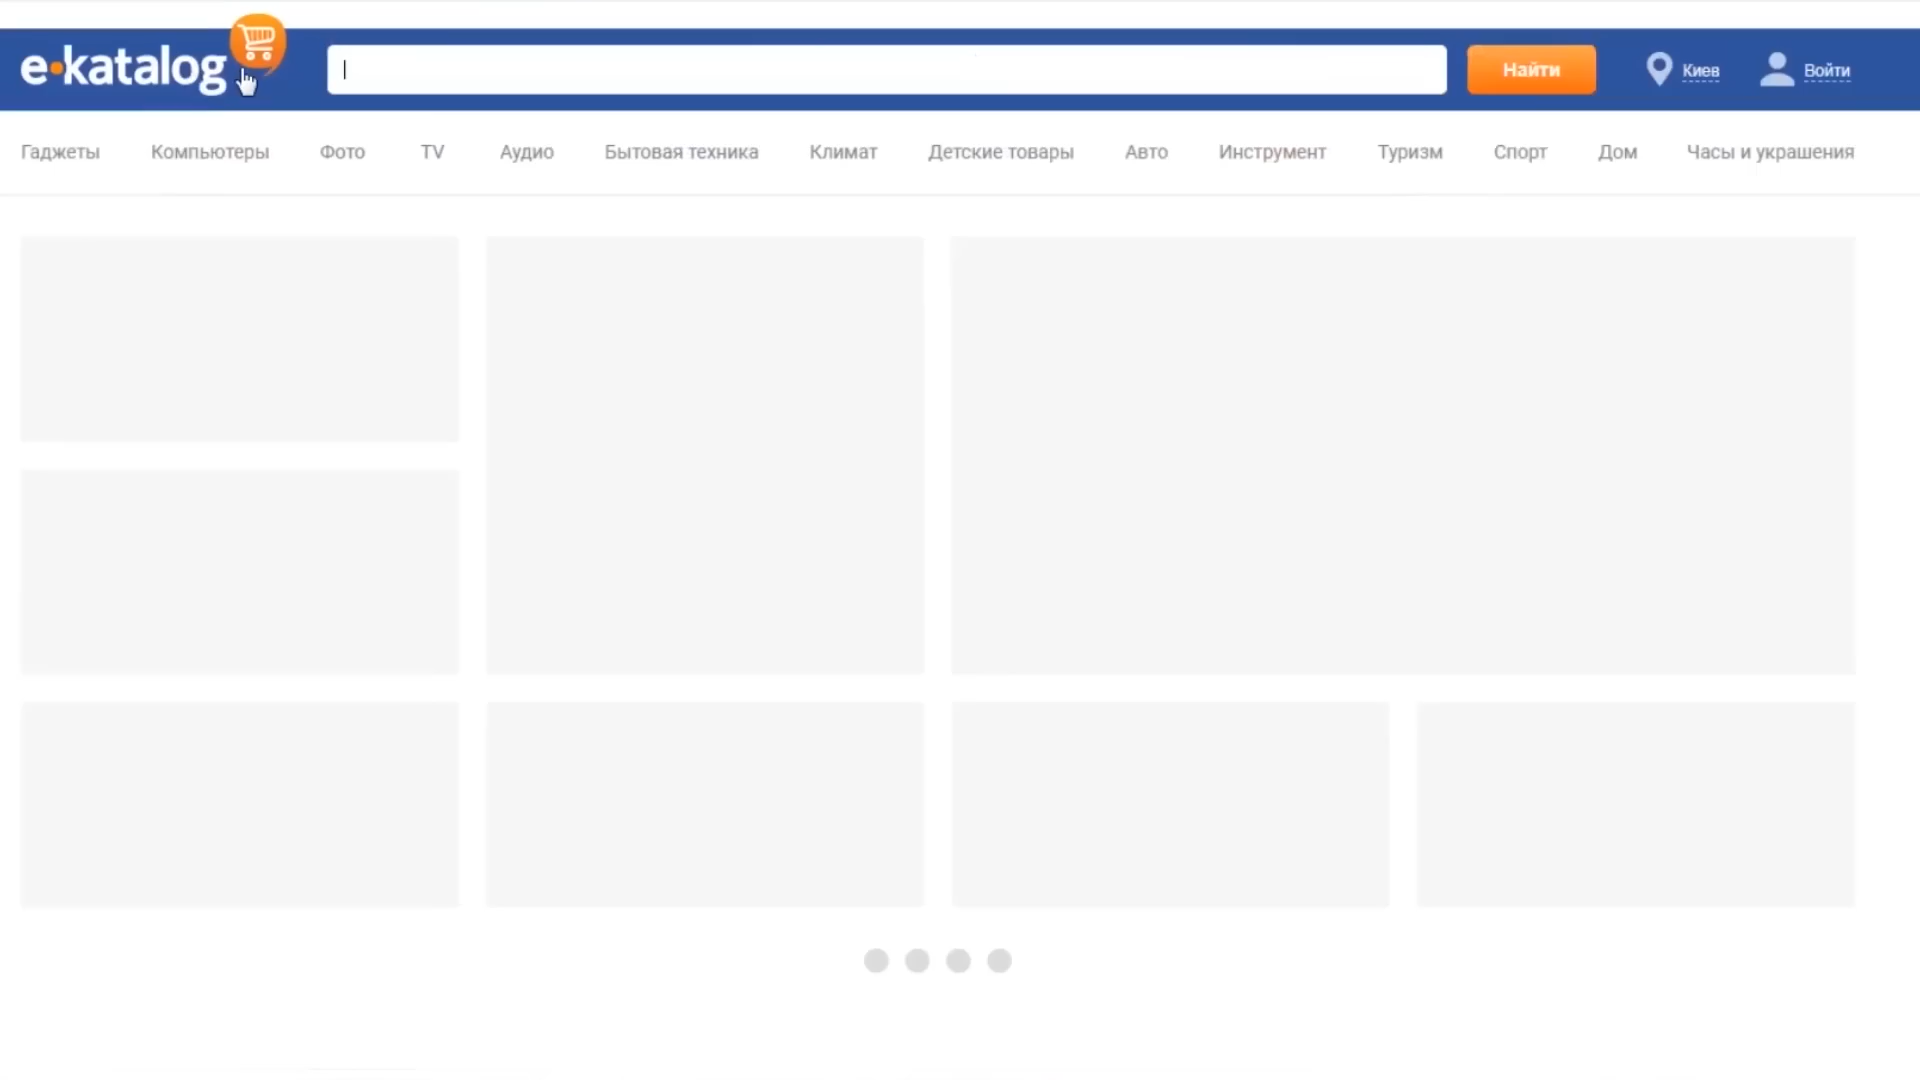 e·katalog
Найти
Киев
Войти
Гаджеты Компьютеры Фото TV Аудио Бытовая техника Климат Детские товары Авто Инструмент Туризм Спорт Дом Часы и украшения